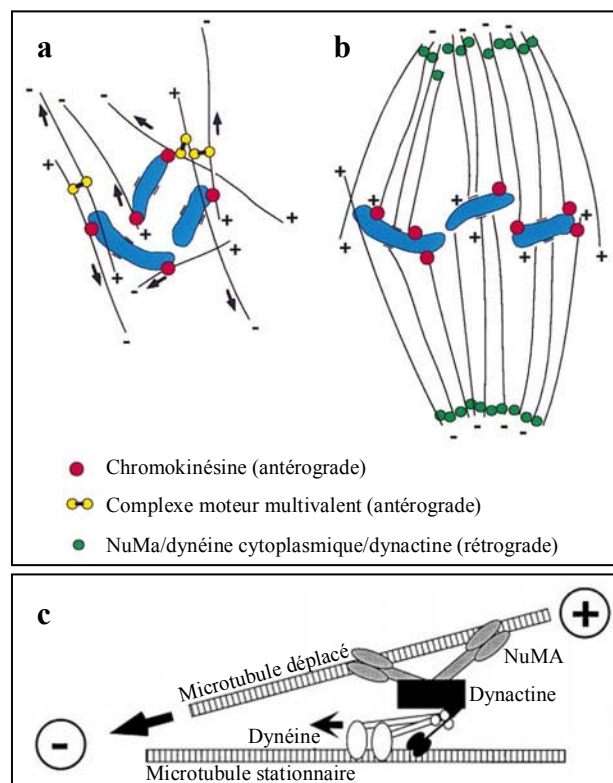 a
b
- - - - -
- - - + + + + + + + - - -
+ + + + + +
- - - - -
Chromokinésine (antérograde)
Complexe moteur multivalent (antérograde)
NuMa/dynéine cytoplasmique/dynactine (rétrograde)
c
+
Microtubule déplacé
NuMA
Dynactine
Dynéine
-
Microtubule stationnaire